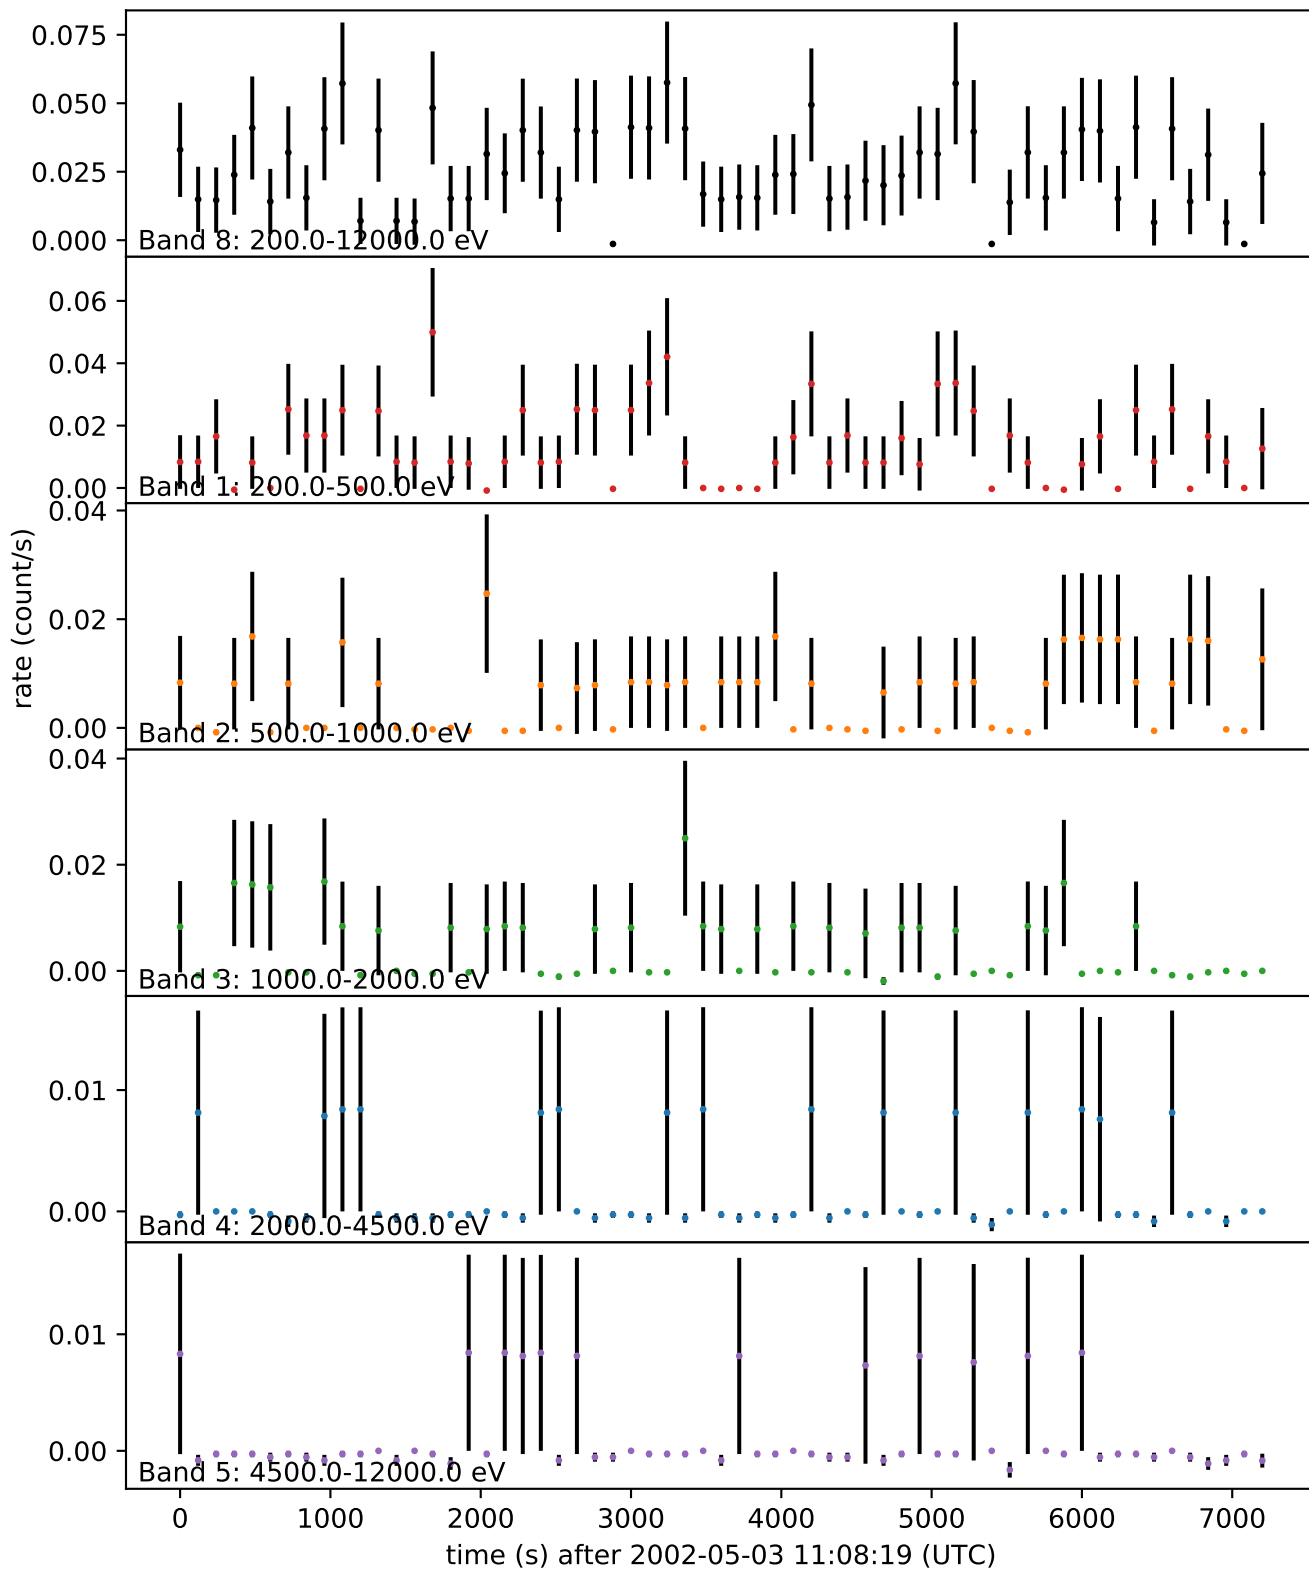 0.075
0.050
0.025
0.000
Band 8: 200.0-12000.0 eV
0.06
0.04
0.02
0.00
Band 1: 200.0-500.0 eV
0.04
0.02
0.00
Band 2: 500.0-1000.0 eV
rate (count/s)
0.04
0.02
0.00
Band 3: 1000.0-2000.0 eV
0.01
0.00
Band 4: 2000.0-4500.0 eV
0.01
0.00
Band 5: 4500.0-12000.0 eV
0 1000 2000 3000 4000 5000 6000 7000
time (s) after 2002-05-03 11:08:19 (UTC)